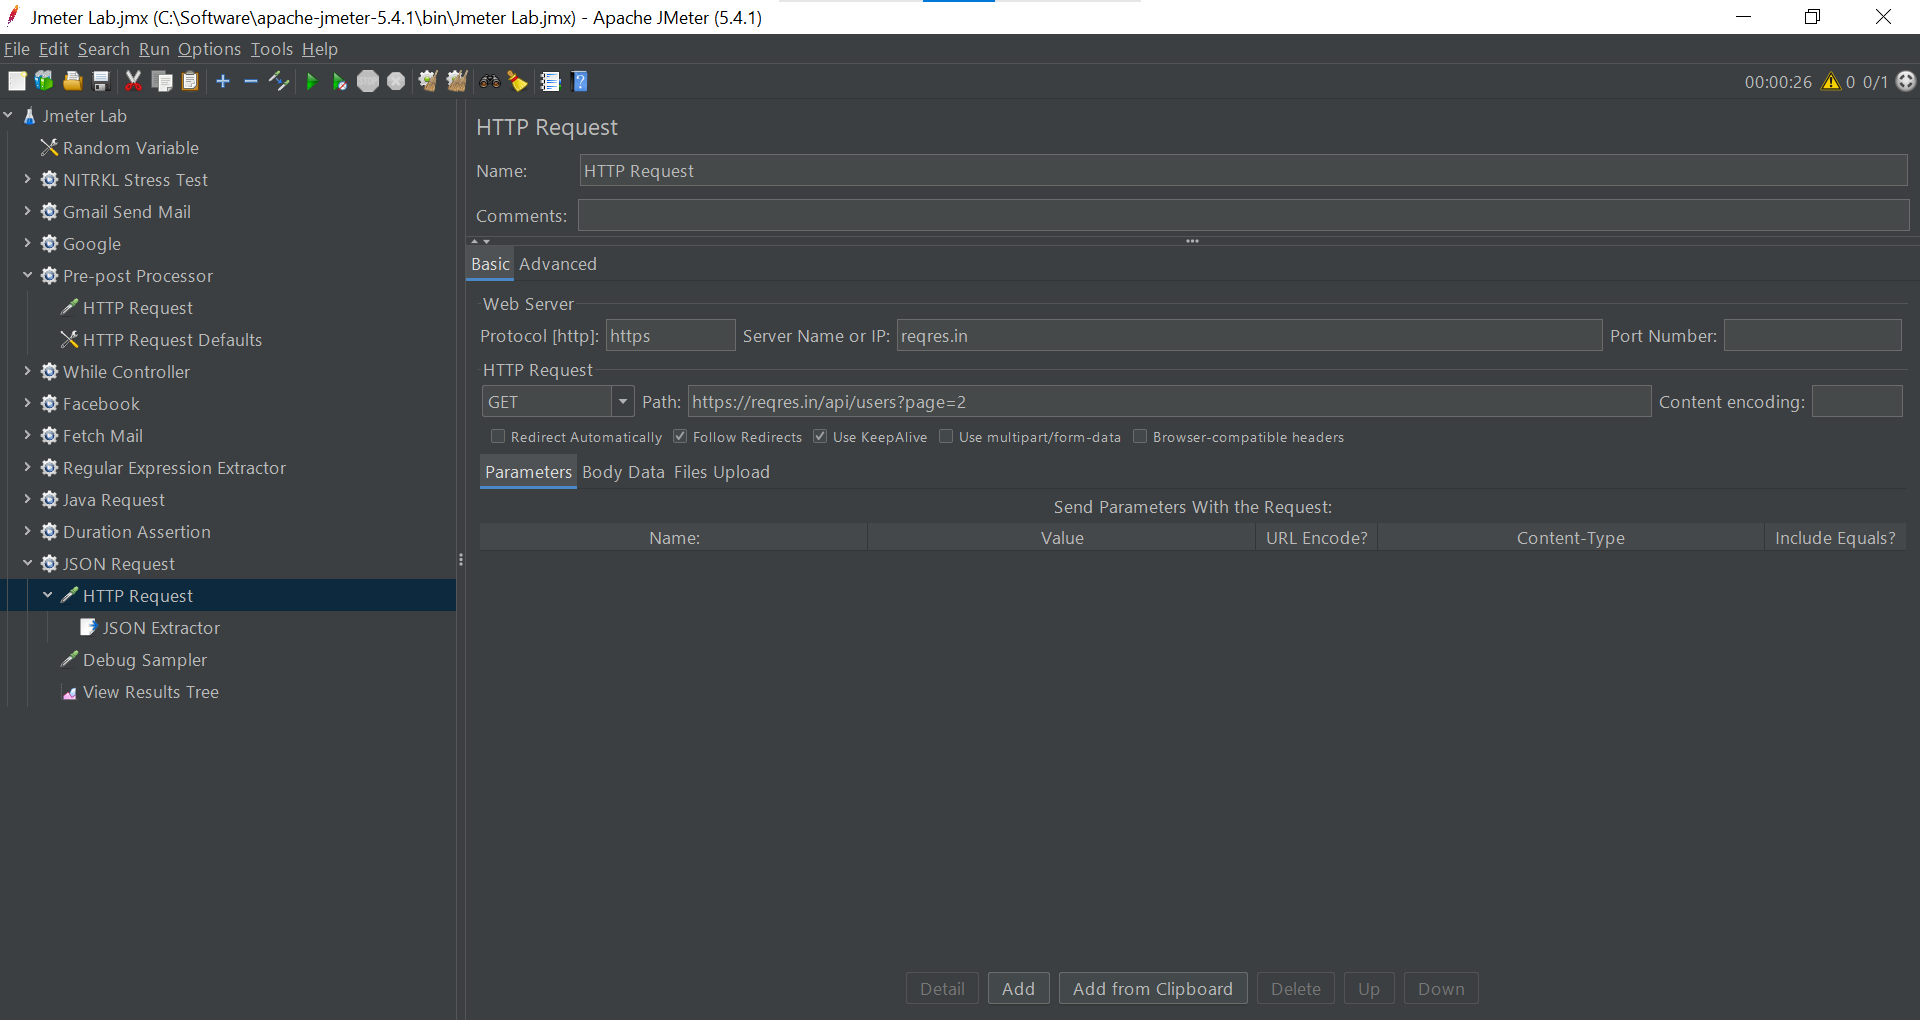 Jmeter Lab.jmx (C:\Software\apache-jmeter-5.4.1\bin\Jmeter Lab.jmx) - Apache JMeter (5.4.1)
File Edit Search Run Options Tools Help
00:00:26 0 0/1
Jmeter Lab
Random Variable
NITRKL Stress Test
Gmail Send Mail
Google
Pre-post Processor
HTTP Request
HTTP Request Defaults
While Controller
Facebook
Fetch Mail
Regular Expression Extractor
Java Request
Duration Assertion
JSON Request
HTTP Request
JSON Extractor
Debug Sampler
View Results Tree
HTTP Request
Name: HTTP Request
Comments:
Basic Advanced
Web Server
Protocol [http]: https Server Name or IP: reqres.in Port Number:
HTTP Request
GET Path: https://reqres.in/api/users?page=2 Content encoding:
Redirect Automatically Follow Redirects Use KeepAlive Use multipart/form-data Browser-compatible headers
Parameters Body Data Files Upload
Send Parameters With the Request:
Name: Value URL Encode? Content-Type Include Equals?
Detail Add Add from Clipboard Delete Up Down